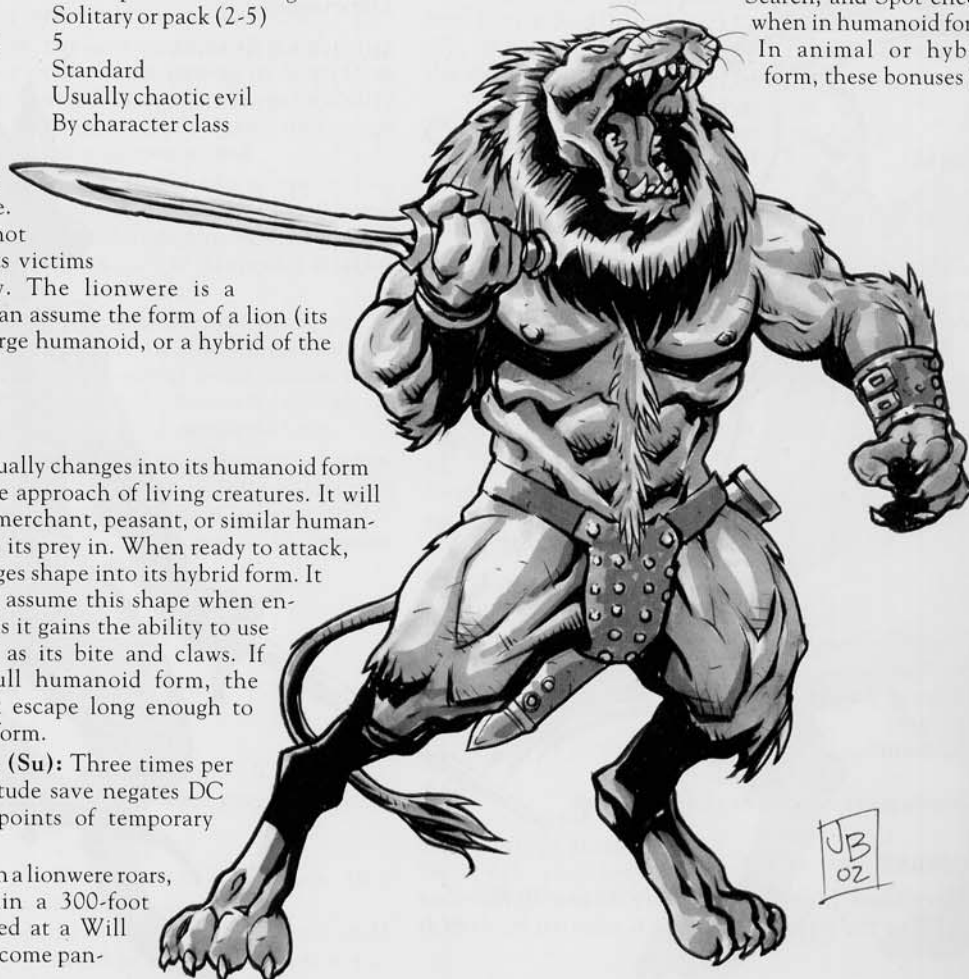 Solitary or pack (2-5)
5
Standard
Usually chaotic evil
By character class
e.
not
s victims
y. The lionwere is a
an assume the form of a lion (its
rge humanoid, or a hybrid of the
ually changes into its humanoid form
e approach of living creatures. It will
merchant, peasant, or similar human-
its prey in. When ready to attack,
ges shape into its hybrid form. It
assume this shape when en-
s it gains the ability to use
as its bite and claws. If
ull humanoid form, the
escape long enough to
form.
(Su): Three times per
tude save negates DC
points of temporary
n a lionwere roars,
in a 300-foot
ed at a Will
come pan-
Search, and Spot
when in humanoid for
In animal or hyb
form, these bonuses
JB
02